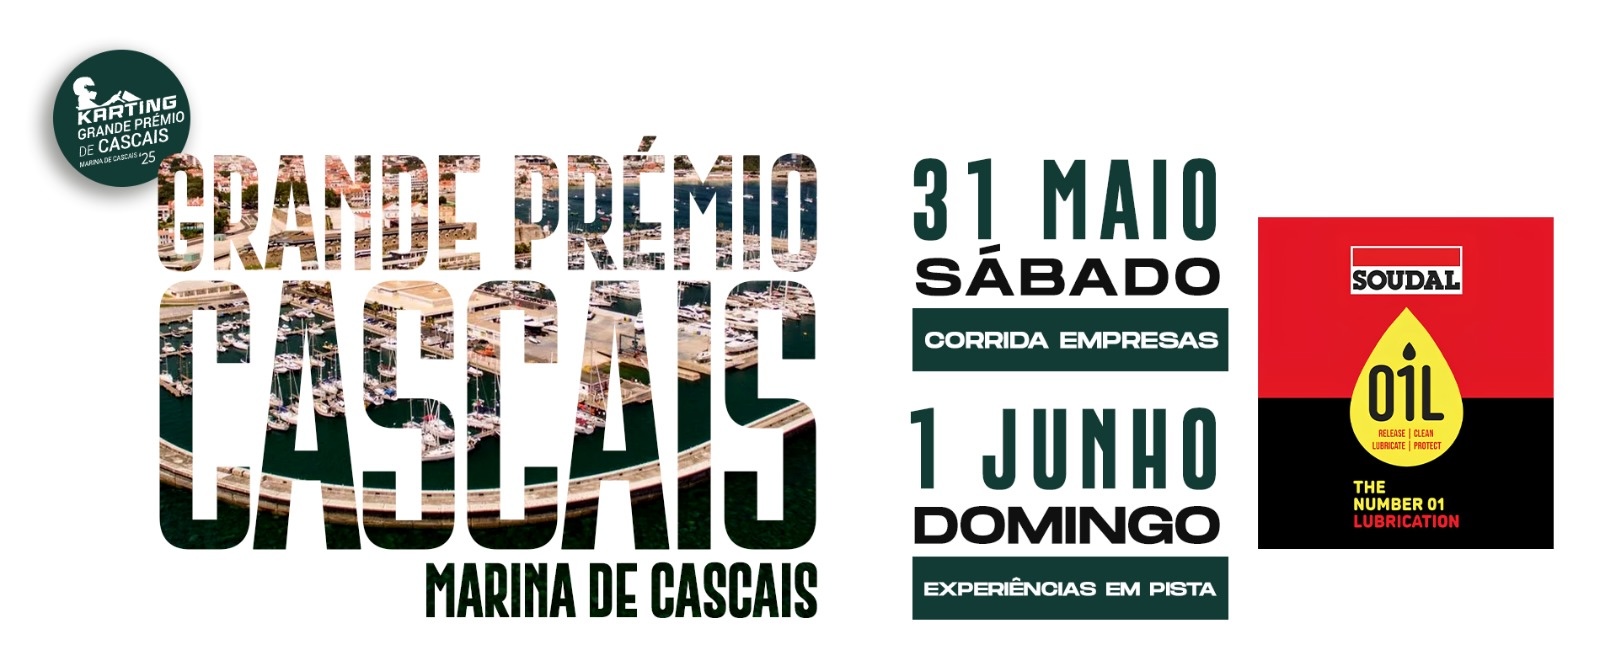 KARTING
GRANDE PRÉMIO
DE CASCAIS
MARINA DE CASCAIS • '25
GRANDE PRÉMIO
CASCAIS
MARINA DE CASCAIS
31 MAIO
SÁBADO
CORRIDA EMPRESAS
1 JUNHO
DOMINGO
EXPERIÊNCIAS EM PISTA
SOUDAL
01L
RELEASE | CLEAN
LUBRICATE | PROTECT
THE
NUMBER 01
LUBRICATION